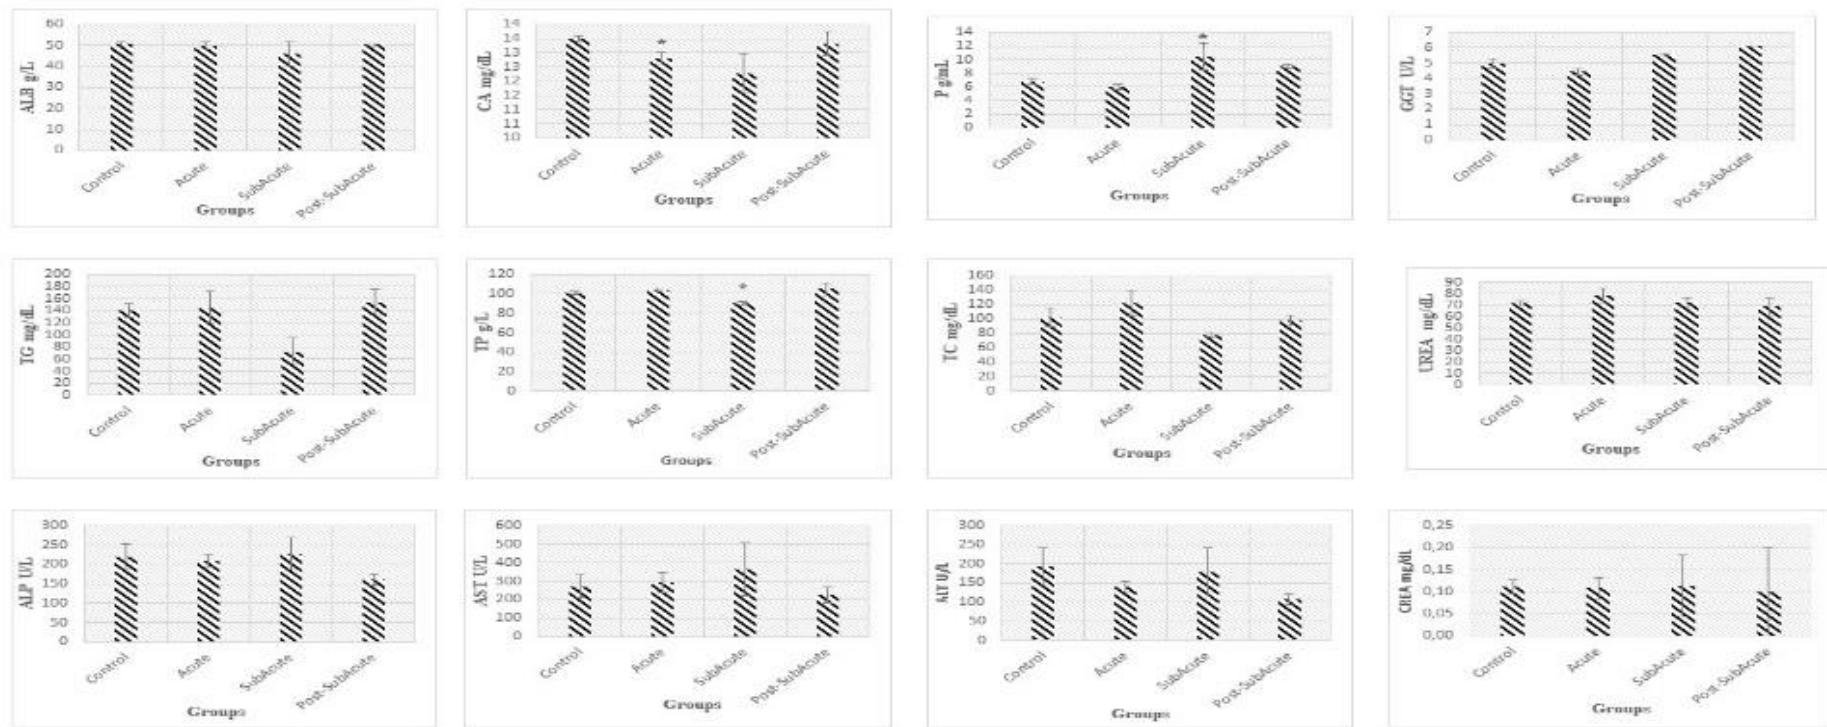 ALB g/L
60
50
40
30
20
10
0
Control
Acute
SubAcute
Post-SubAcute
Groups
CA mg/dL
14
14
13
13
12
12
11
11
10
*
Control
Acute
SubAcute
Post-SubAcute
Groups
P g/mL
14
12
10
8
6
4
2
0
*
Control
Acute
SubAcute
Post-SubAcute
Groups
GGT U/L
7
6
5
4
3
2
1
0
Control
Acute
SubAcute
Post-SubAcute
Groups
TG mg/dL
200
180
160
140
120
100
80
60
40
20
0
Control
Acute
SubAcute
Post-SubAcute
Groups
TP g/L
120
100
80
60
40
20
0
*
Control
Acute
SubAcute
Post-SubAcute
Groups
TC mg/dL
160
140
120
100
80
60
40
20
0
Control
Acute
SubAcute
Post-SubAcute
Groups
UREA mg/dL
90
80
70
60
50
40
30
20
10
0
Control
Acute
SubAcute
Post-SubAcute
Groups
ALP U/L
300
250
200
150
100
50
0
Control
Acute
SubAcute
Post-SubAcute
Groups
AST U/L
600
500
400
300
200
100
0
Control
Acute
SubAcute
Post-SubAcute
Groups
ALT U/L
300
250
200
150
100
50
0
Control
Acute
SubAcute
Post-SubAcute
Groups
CREA mg/dL
0,25
0,20
0,15
0,10
0,05
0,00
Control
Acute
SubAcute
Post-SubAcute
Groups